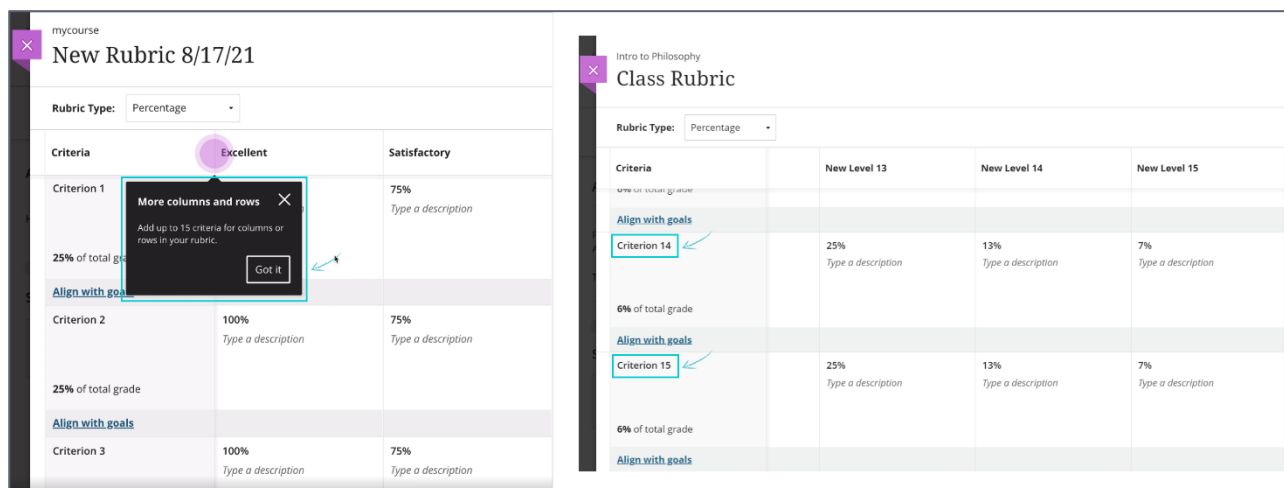 mycourse
New Rubric 8/17/21
Rubric Type: Percentage
Criteria Excellent Satisfactory
Criterion 1 75%
Type a description
More columns and rows
Add up to 15 criteria for columns or
rows in your rubric.
Got it
25% of total
Align with
Criterion 2 100% 75%
Type a description Type a description
25% of total grade
Align with goals
Criterion 3 100% 75%
Type a description Type a description
Intro to Philosophy
Class Rubric
Rubric Type: Percentage
Criteria New Level 13 New Level 14 New Level 15
6% of total grade
Align with goals
Criterion 14 25% 13% 7%
Type a description Type a description Type a description
6% of total grade
Align with goals
Criterion 15 25% 13% 7%
Type a description Type a description Type a description
6% of total grade
Align with goals